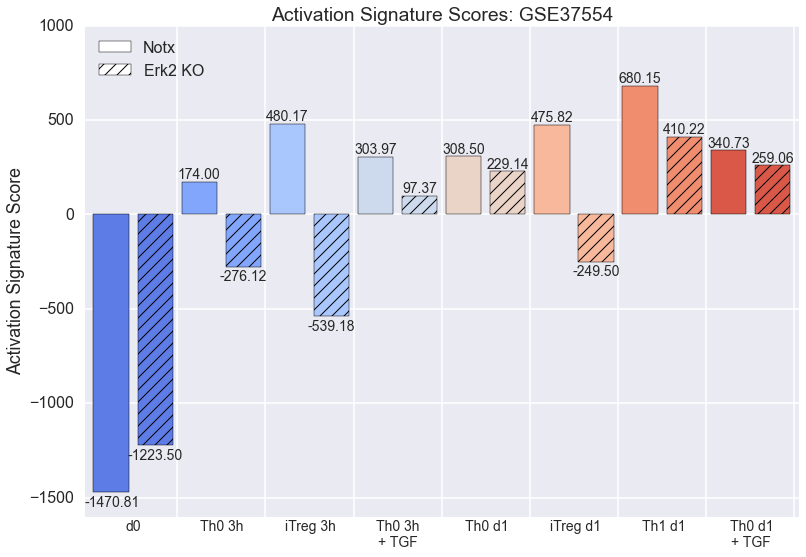 Activation Signature Scores: GSE37554
Activation Signature Score
1000
500
0
−500
−1000
−1500
Notx
Erk2 KO
-1470.81
-1223.50
174.00
-276.12
480.17
-539.18
303.97
97.37
308.50
229.14
475.82
-249.50
680.15
410.22
340.73
259.06
d0
Th0 3h
iTreg 3h
Th0 3h
+ TGF
Th0 d1
iTreg d1
Th1 d1
Th0 d1
+ TGF